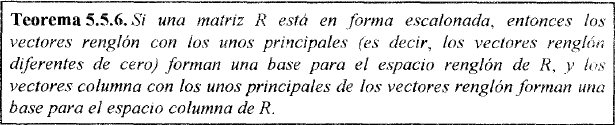 Teorema 5.5.6. Si una matriz R está en forma escalonada, entonces los
vectores renglón con los unos principales (es decir, los vectores renglón
diferentes de cero) forman una base para el espacio renglón de R, y los
vectores columna con los unos principales de los vectores renglón forman una
base para el espacio columna de R.